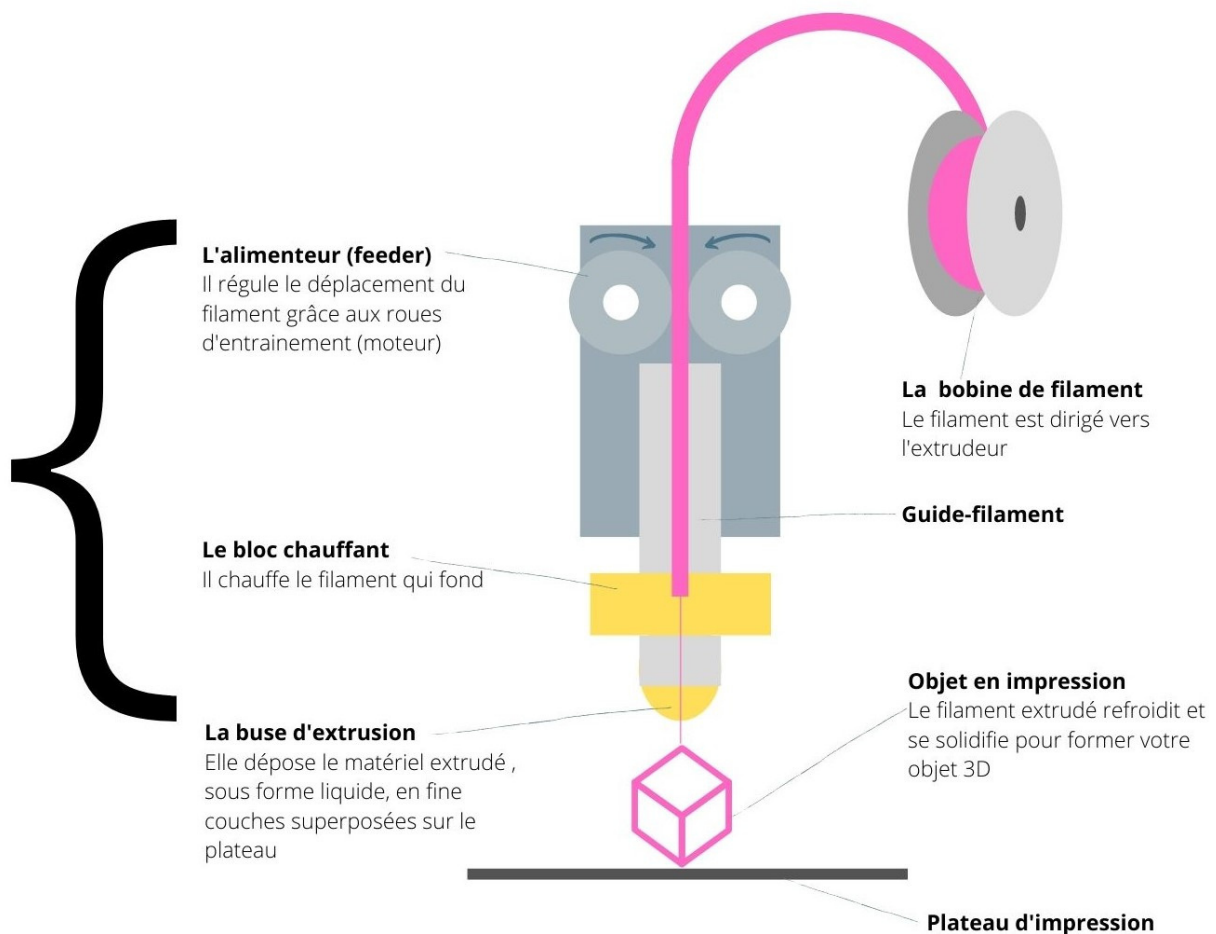 L'alimenteur (feeder)
Il régule le déplacement du
filament grâce aux roues
d'entrainement (moteur)
La bobine de filament
Le filament est dirigé vers
l'extrudeur
Guide-filament
Le bloc chauffant
Il chauffe le filament qui fond
Objet en impression
Le filament extrudé refroidit et
se solidifie pour former votre
objet 3D
La buse d'extrusion
Elle dépose le matériel extrudé ,
sous forme liquide, en fine
couches superposées sur le
plateau
Plateau d'impression